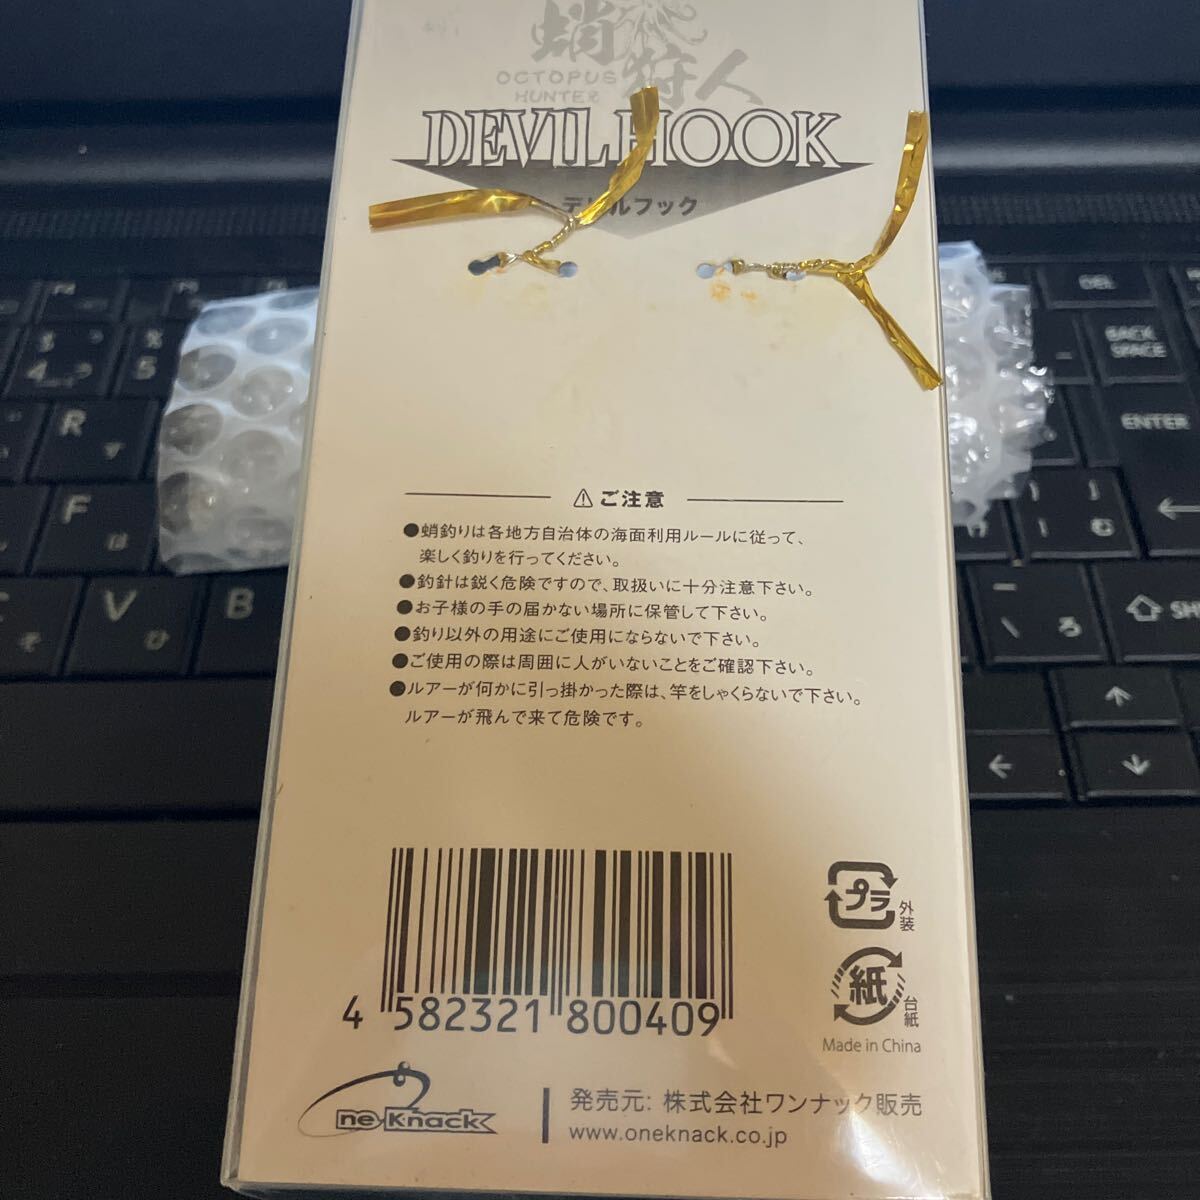 蛸狩人
OCTOPUS
HUNTER
DEVIL HOOK
デビルフック
⚠ご注意
●蛸釣りは各地方自治体の海面利用ルールに従って、
楽しく釣りを行ってください。
●釣針は鋭く危険ですので、取扱いに十分注意下さい。
●お子様の手の届かない場所に保管して下さい。
●釣り以外の用途にご使用にならないで下さい。
●ご使用の際は周囲に人がいないことをご確認下さい。
●ルアーが何かに引っ掛かった際は、竿をしゃくらないで下さい。
ルアーが飛んで来て危険です。
4 582321 800409
プラ
外装
紙
台紙
Made in China
ne Knack
発売元: 株式会社ワンナック販売
www.oneknack.co.jp
DEL
BACK
SPACE
ENTER
4
5
R
す
F
V
ひ
B
ろ
SH